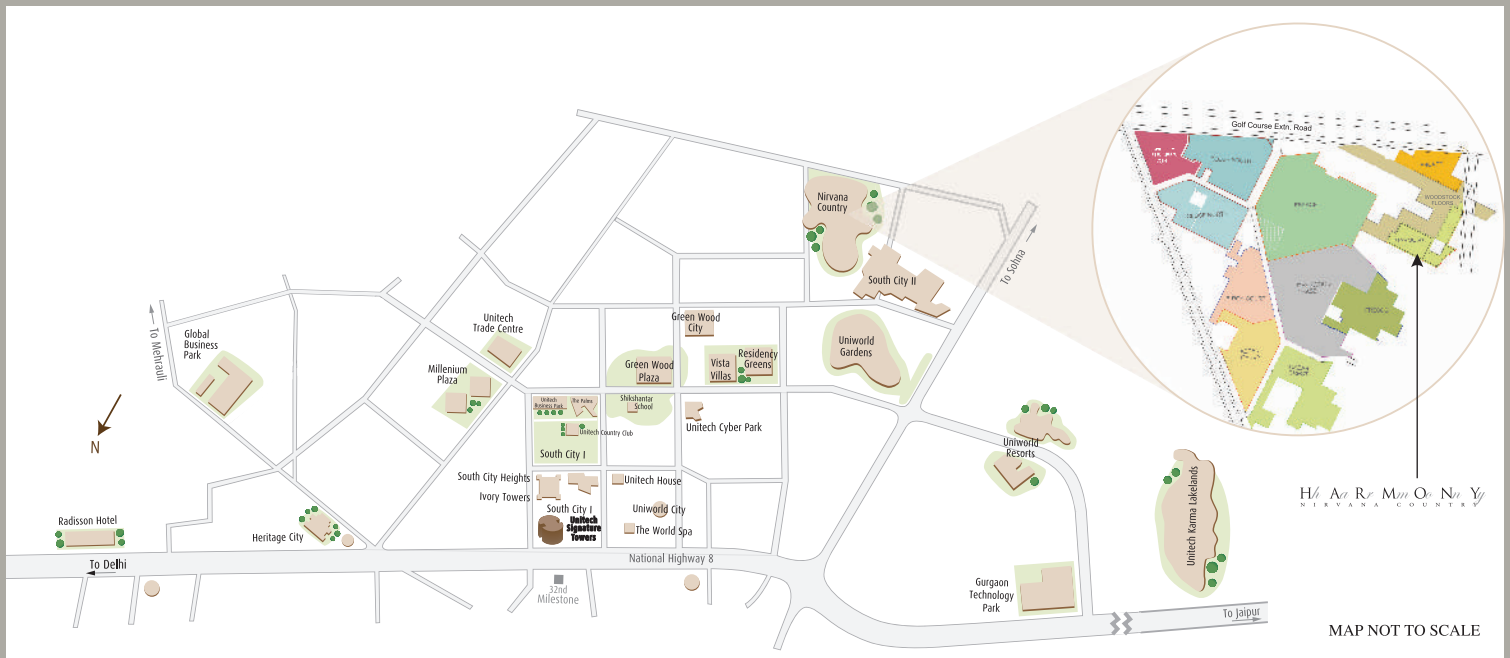 Golf Course Extn. Road
WOODSTOCK
FLOORS
Nirvana
Country
South City II
To Sohna
Green Wood
City
Unitech
Trade Centre
Global
Business
Park
To Mehrauli
Uniworld
Gardens
Residency
Greens
Vista
Villas
Green Wood
Plaza
Millenium
Plaza
Shikshantar
School
Unitech
Business Park
The Palms
Unitech Cyber Park
Unitech Country Club
South City I
Uniworld
Resorts
N
South City Heights
Ivory Towers
Unitech House
Uniworld City
South City I
Unitech
Signature
Towers
The World Spa
Radisson Hotel
Heritage City
To Delhi
National Highway 8
32nd
Milestone
Unitech Karma Lakelands
Gurgaon
Technology
Park
To Jaipur
HARMONY
NIRVANA COUNTRY
MAP NOT TO SCALE